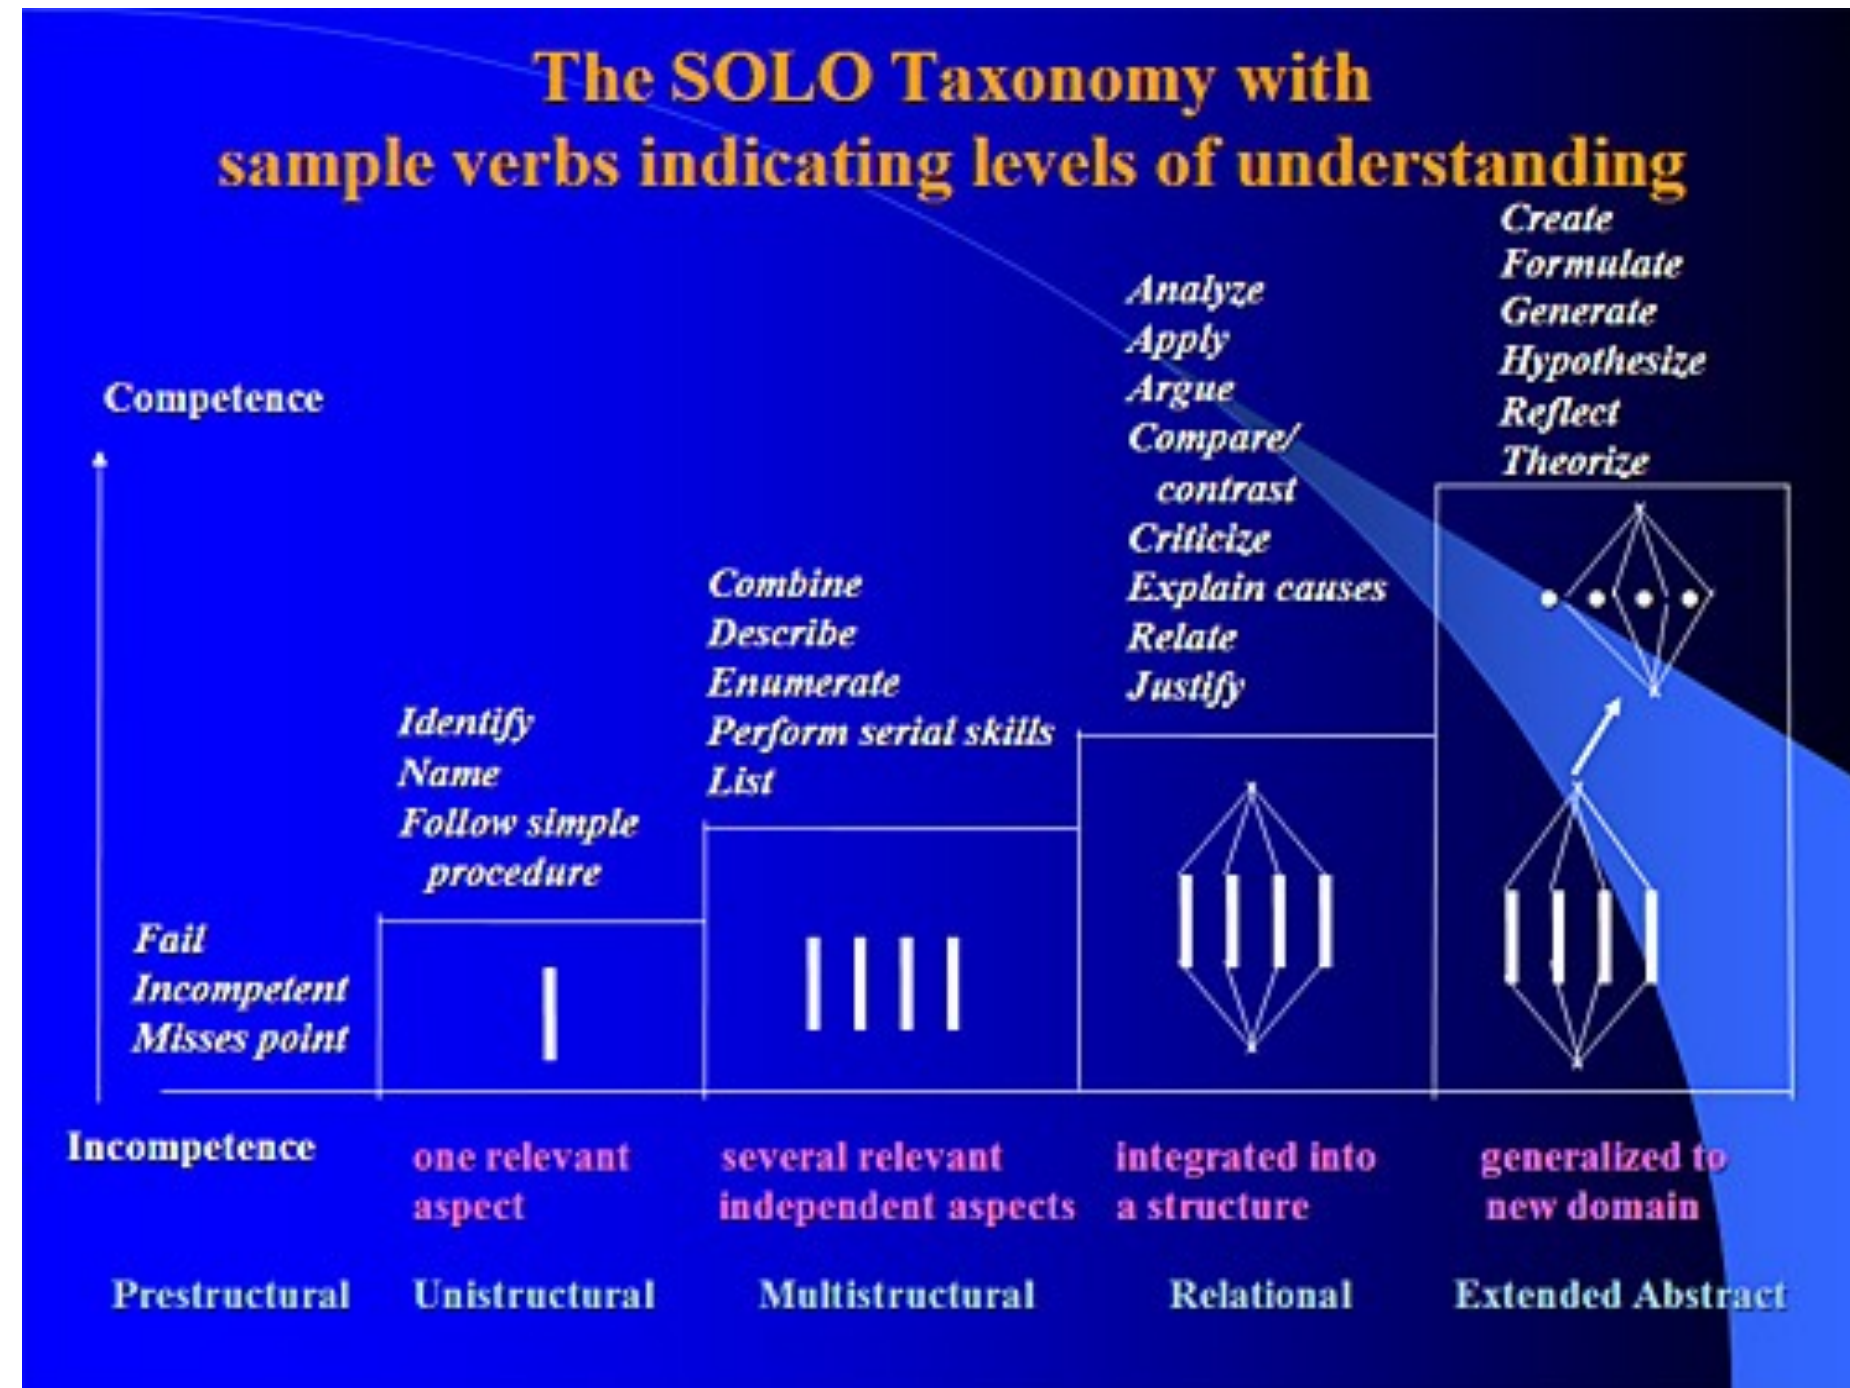 The SOLO Taxonomy with
sample verbs indicating levels of understanding
Competence
Fail
Incompetent
Misses point
Identify
Name
Follow simple
procedure
Combine
Describe
Enumerate
Perform serial skills
List
Analyze
Apply
Argue
Compare/
contrast
Criticize
Explain causes
Relate
Justify
Create
Formulate
Generate
Hypothesize
Reflect
Theorize
Incompetence
one relevant
aspect
several relevant
independent aspects
integrated into
a structure
generalized to
new domain
Prestructural
Unistructural
Multistructural
Relational
Extended Abstract